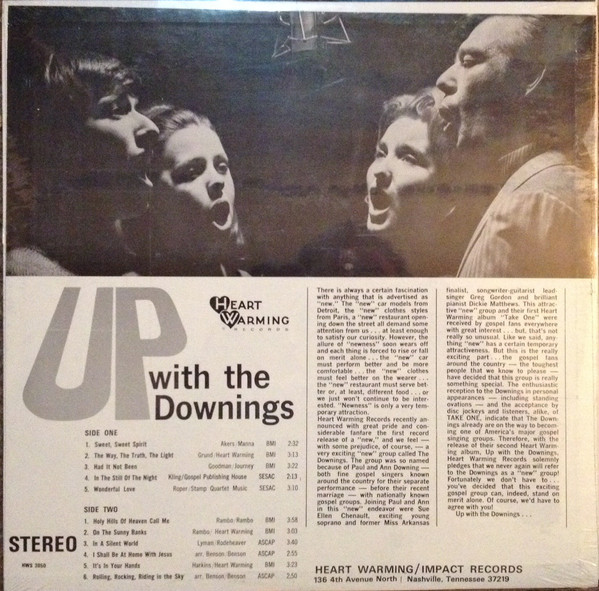 UP
with the
Downings
HEART
WARMING
RECORDS
SIDE ONE
1. Sweet, Sweet Spirit Akers/Manna BMI 2:32
2. The Way, The Truth, The Light Grund/Heart Warming BMI 3:13
3. Had It Not Been Goodman/Journey BMI 3:22
4. In The Still Of The Night Kling/Gospel Publishing House SESAC 2:13
5. Wonderful Love Roper/Stamp Quartet Music SESAC 3:10
SIDE TWO
1. Holy Hills Of Heaven Call Me Rambo/Rambo BMI 3:58
2. On The Sunny Banks Rambo/Heart Warming BMI 3:03
3. In A Silent World Lyman/Rodeheaver ASCAP 3:40
4. I Shall Be At Home With Jesus arr: Benson/Benson ASCAP 2:55
5. It's In Your Hands Harkins/Heart Warming BMI 3:23
6. Rolling, Rocking, Riding in the Sky arr: Benson/Benson ASCAP 2:50
STEREO
HWS 3060
There is always a certain fascination
with anything that is advertised as
"new." The "new" car models from
Detroit, the "new" clothes styles
from Paris, a "new" restaurant open-
ing down the street all demand some
attention from us . . . at least enough
to satisfy our curiosity. However, the
allure of "newness" soon wears off
and each thing is forced to rise or fall
on merit alone . . . the "new" car
must perform better and be more
comfortable . . . the "new" clothes
must feel better on the wearer . . .
the "new" restaurant must serve bet-
ter or, at least, different food . . . or
we just won't continue to be inter-
ested. "Newness" is only a very tem-
porary attraction.
Heart Warming Records recently an-
nounced with great pride and con-
siderable fanfare the first record
release of a "new," and we feel —
with some prejudice, of course, — a
very exciting "new" group called The
Downings. The group was so named
because of Paul and Ann Downing —
both fine gospel singers known
around the country for their separate
performance — before their recent
marriage — with nationally known
gospel groups. Joining Paul and Ann
in this "new" endeavor were Sue
Ellen Chenault, exciting young
soprano and former Miss Arkansas
finalist, songwriter-guitarist lead-
singer Greg Gordon and brilliant
pianist Dickie Matthews. This attrac-
tive "new" group and their first Heart
Warming album "Take One" were
received by gospel fans everywhere
with great interest . . . but, that's not
really so unusual. Like we said, any-
thing "new" has a certain temporary
attractiveness. But this is the really
exciting part . . . the gospel fans
around the country — the toughest
people that we know to please —
have decided that this group is really
something special. The enthusiastic
reception to the Downings in personal
appearances — including standing
ovations — and the acceptance by
disc jockeys and listeners, alike, of
TAKE ONE, indicate that The Down-
ings already are on the way to becom-
ing one of America's major gospel
singing groups. Therefore, with the
release of their second Heart Warm-
ing album, Up with the Downings,
Heart Warming Records solemnly
pledges that we never again will refer
to the Downings as a "new" group!
Fortunately we don't have to . . .
you've decided that this exciting
gospel group can, indeed, stand on
merit alone. Of course, we'd have to
agree with you!
Up with the Downings . . .
HEART WARMING/IMPACT RECORDS
136 4th Avenue North | Nashville, Tennessee 37219